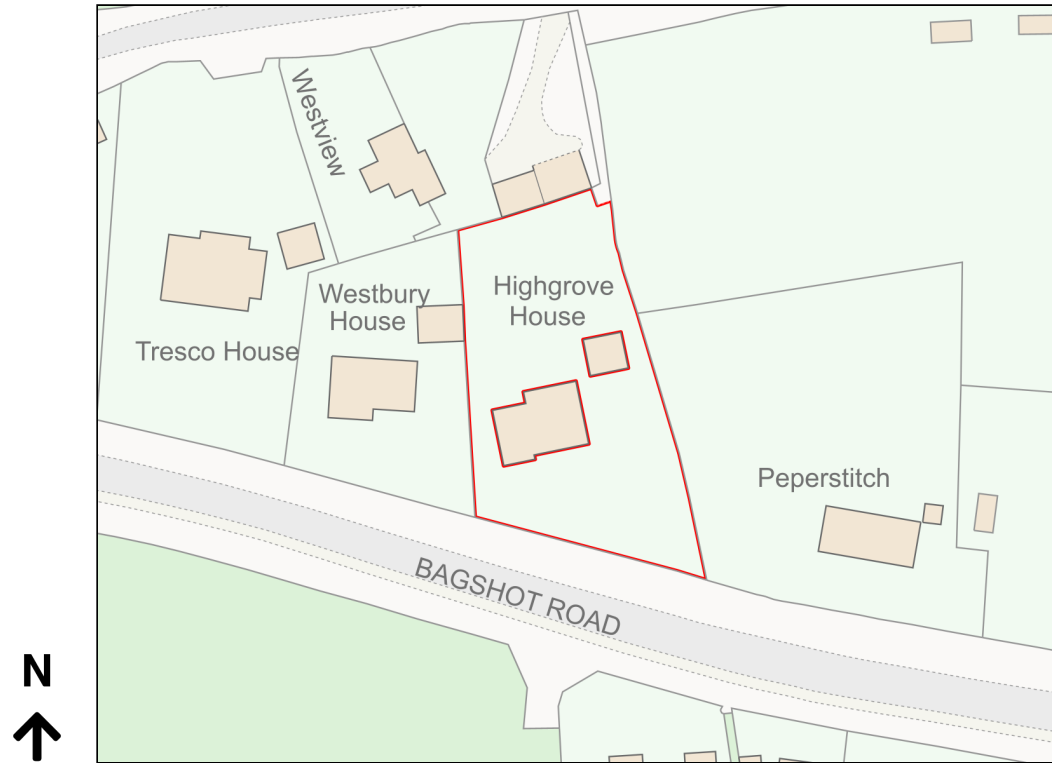 Westview
Highgrove
House
Westbury
House
Tresco House
Peperstitch
BAGSHOT ROAD
N